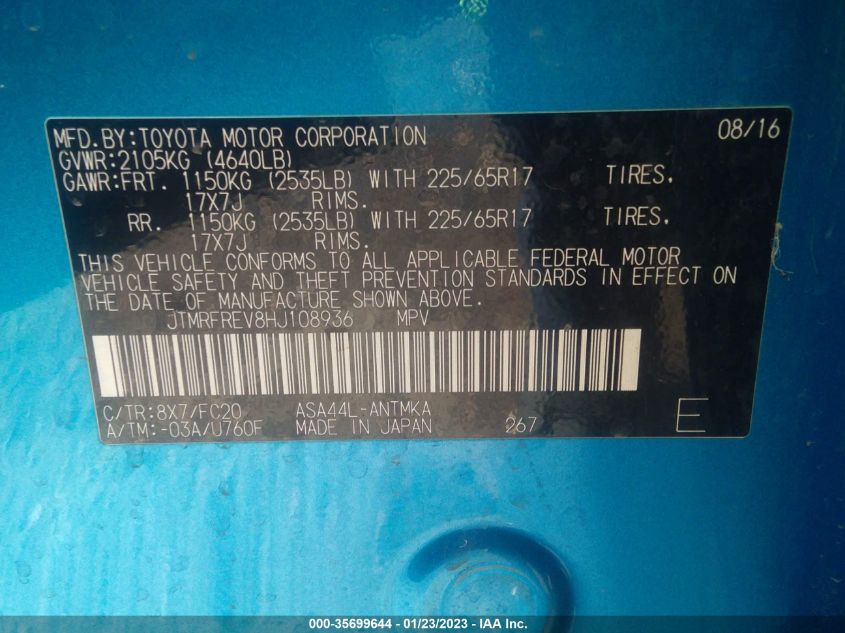 MFD.BY:TOYOTA MOTOR CORPORATION 08/16
GVWR:2105KG (4640LB)
GAWR:FRT. 1150KG (2535LB) WITH 225/65R17 TIRES.
17X7J RIMS.
RR. 1150KG (2535LB) WITH 225/65R17 TIRES.
17X7J RIMS.
THIS VEHICLE CONFORMS TO ALL APPLICABLE FEDERAL MOTOR
VEHICLE SAFETY AND THEFT PREVENTION STANDARDS IN EFFECT ON
THE DATE OF MANUFACTURE SHOWN ABOVE.
JTMRFREV8HJ108936 MPV
C/TR:8X7/FC20 ASA44L-ANTMKA
A/TM:-03A/U760F MADE IN JAPAN 267 E
000-35699644 - 01/23/2023 - IAA Inc.